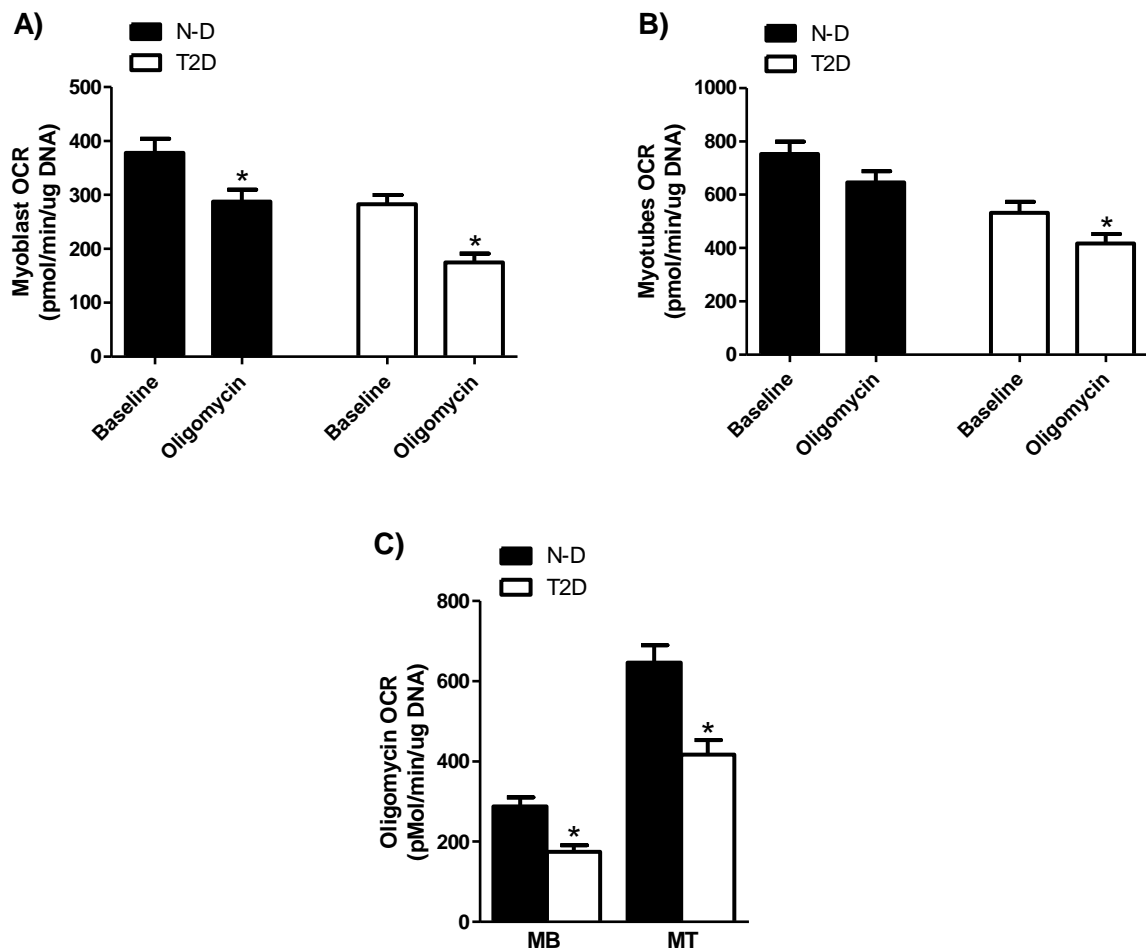 A)
N-D
T2D
Myoblast OCR
(pmol/min/ug DNA)
500
400
300
200
100
0
*
*
Baseline
Oligomycin
Baseline
Oligomycin
B)
N-D
T2D
Myotubes OCR
(pmol/min/ug DNA)
1000
800
600
400
200
0
*
Baseline
Oligomycin
Baseline
Oligomycin
C)
N-D
T2D
Oligomycin OCR
(pMol/min/ug DNA)
800
600
400
200
0
*
*
MB
MT